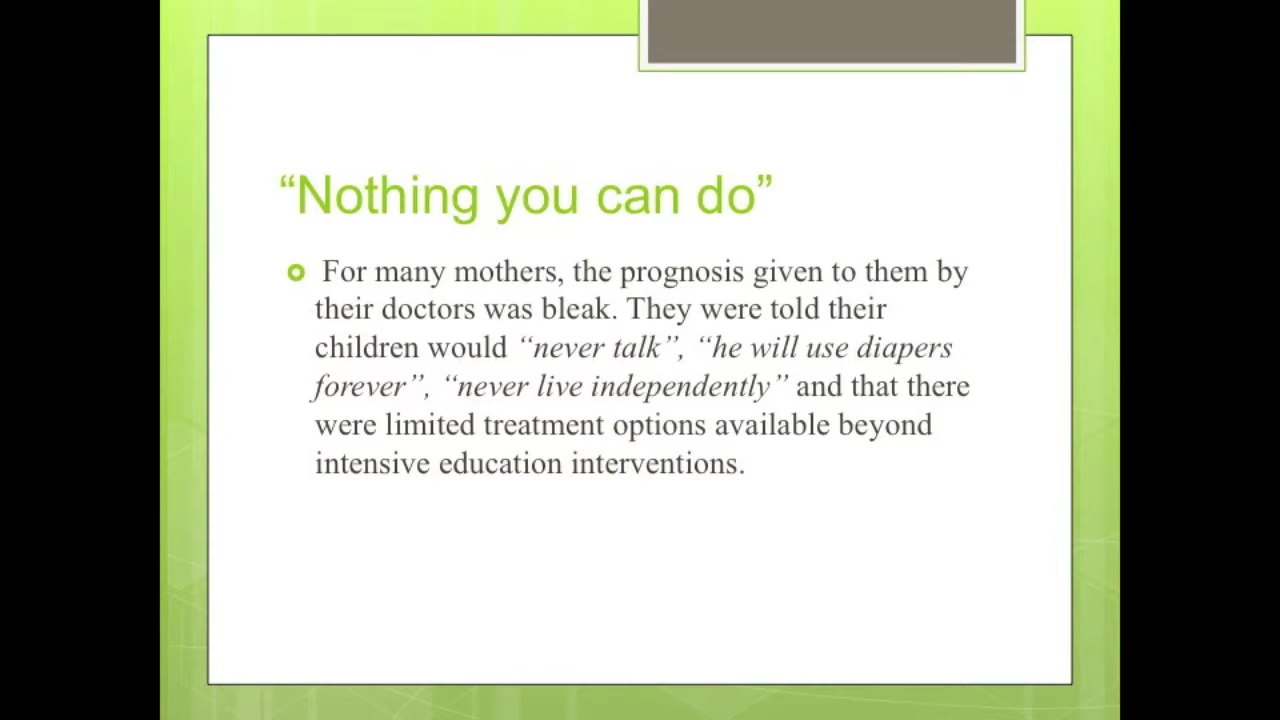 “Nothing you can do”
For many mothers, the prognosis given to them by
their doctors was bleak. They were told their
children would “never talk”, “he will use diapers
forever”, “never live independently” and that there
were limited treatment options available beyond
intensive education interventions.